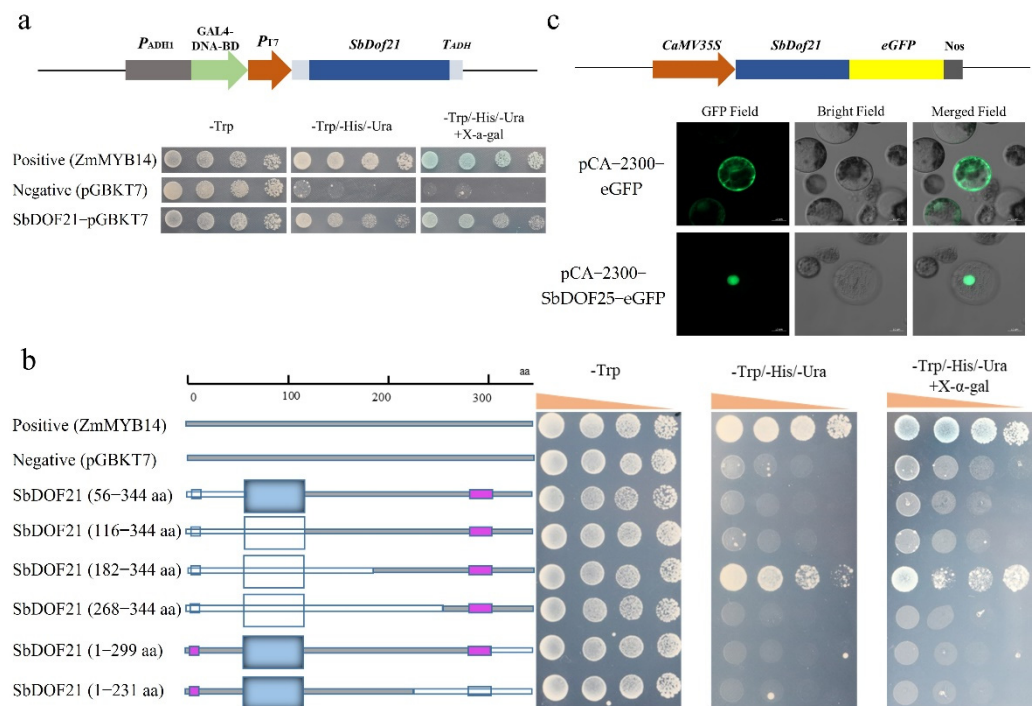 a
P ADH1
GAL4-
DNA-BD
P T7
SbDof21
T ADH
-Trp
-Trp/-His/-Ura
-Trp/-His/-Ura
+X-a-gal
Positive (ZmMYB14)
Negative (pGBKT7)
SbDOF21−pGBKT7
c
CaMV35S
SbDof21
eGFP
Nos
GFP Field
Bright Field
Merged Field
pCA−2300−
eGFP
pCA−2300−
SbDOF25−eGFP
b
aa
0 100 200 300
-Trp
-Trp/-His/-Ura
-Trp/-His/-Ura
+X-α-gal
Positive (ZmMYB14)
Negative (pGBKT7)
SbDOF21 (56−344 aa)
SbDOF21 (116−344 aa)
SbDOF21 (182−344 aa)
SbDOF21 (268−344 aa)
SbDOF21 (1−299 aa)
SbDOF21 (1−231 aa)